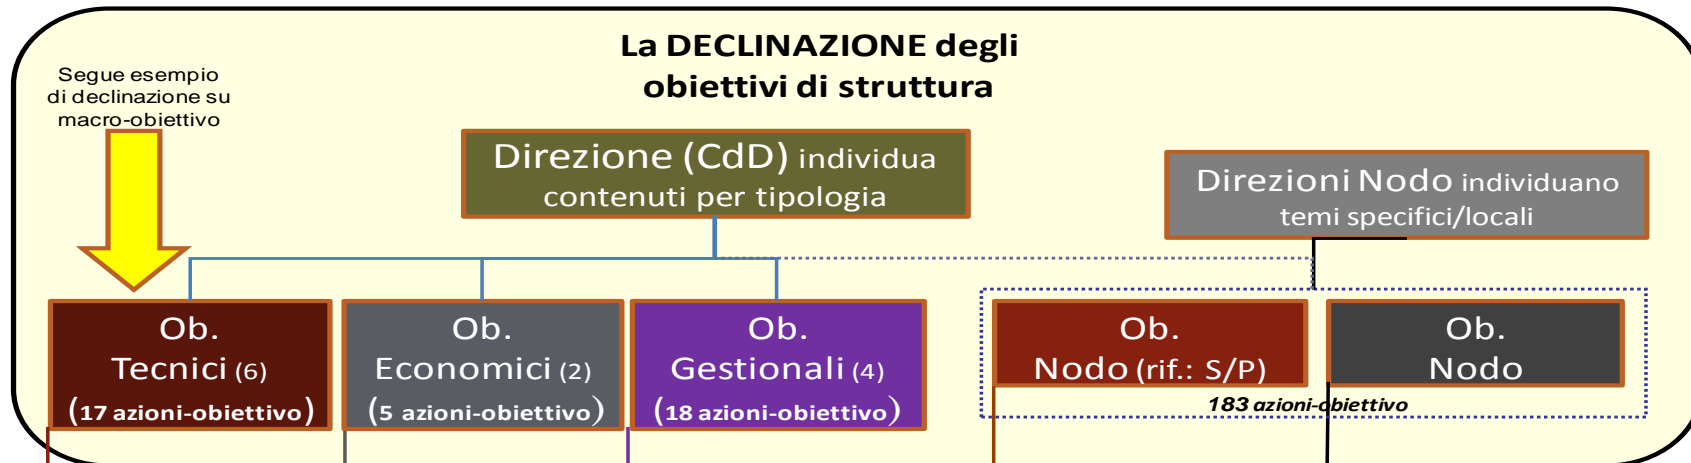 La DECLINAZIONE degli
obiettivi di struttura
Segue esempio
di declinazione su
macro-obiettivo
Direzione (CdD) individua
contenuti per tipologia
Direzioni Nodo individuano
temi specifici/locali
Ob.
Tecnici (6)
(17 azioni-obiettivo)
Ob.
Economici (2)
(5 azioni-obiettivo)
Ob.
Gestionali (4)
(18 azioni-obiettivo)
Ob.
Nodo (rif.: S/P)
Ob.
Nodo
183 azioni-obiettivo